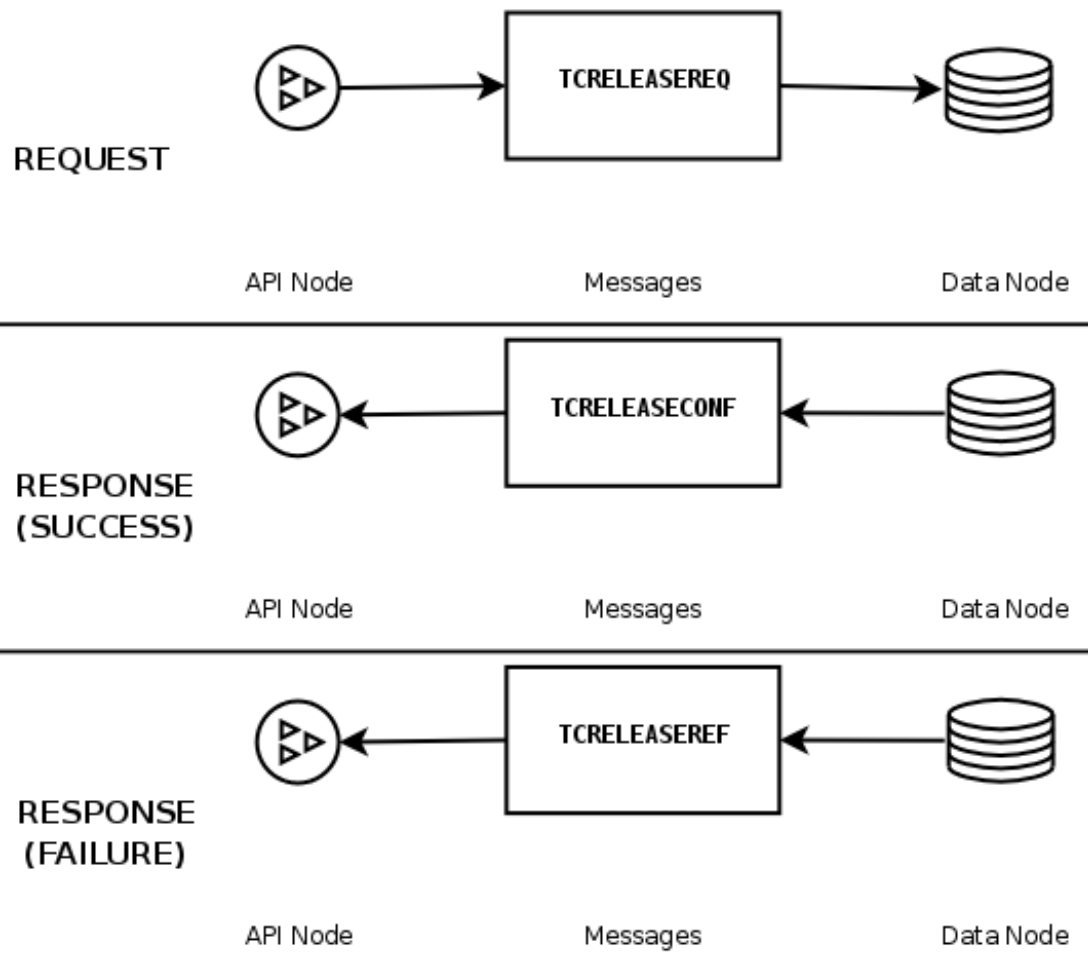 TCRELEASEREQ
REQUEST
API Node
Messages
Data Node
TCRELEASECONF
RESPONSE
(SUCCESS)
API Node
Messages
Data Node
TCRELEASEREF
RESPONSE
(FAILURE)
API Node
Messages
Data Node